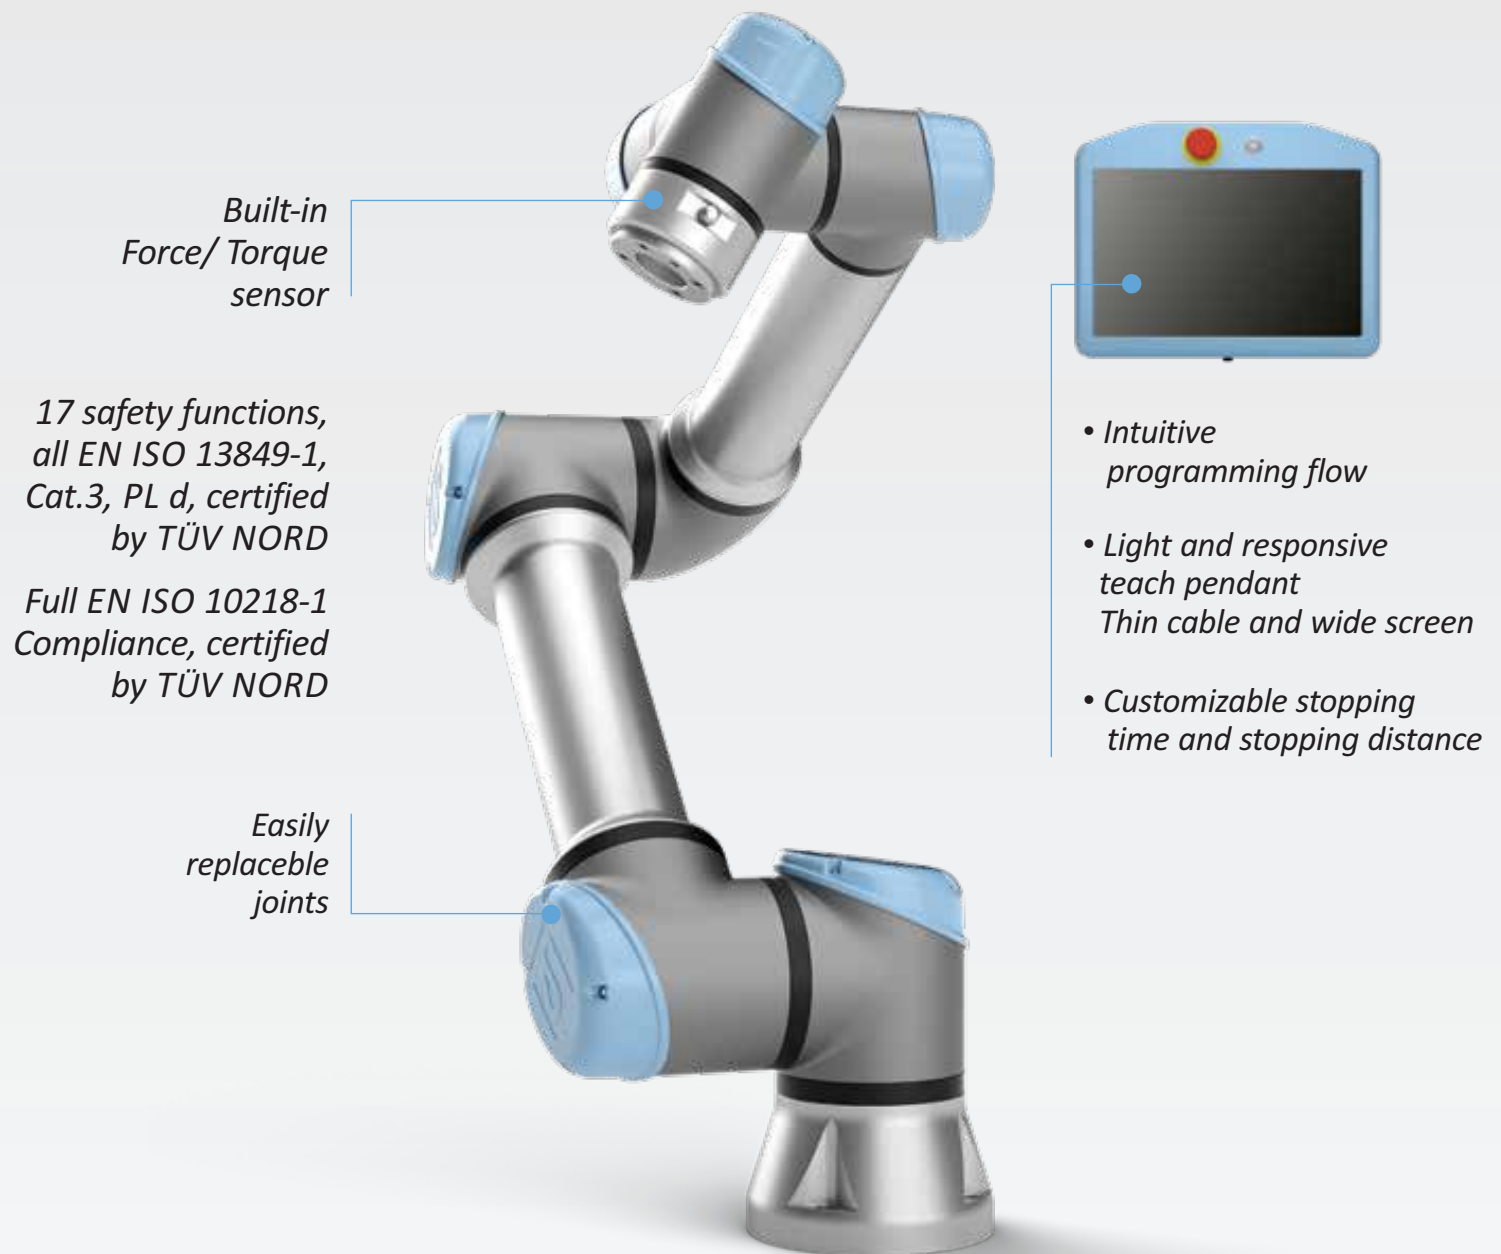 Built-in
Force/ Torque
sensor
17 safety functions,
all EN ISO 13849-1,
Cat.3, PL d, certified
by TÜV NORD
Full EN ISO 10218-1
Compliance, certified
by TÜV NORD
Easily
replaceble
joints
• Intuitive
programming flow
• Light and responsive
teach pendant
Thin cable and wide screen
• Customizable stopping
time and stopping distance